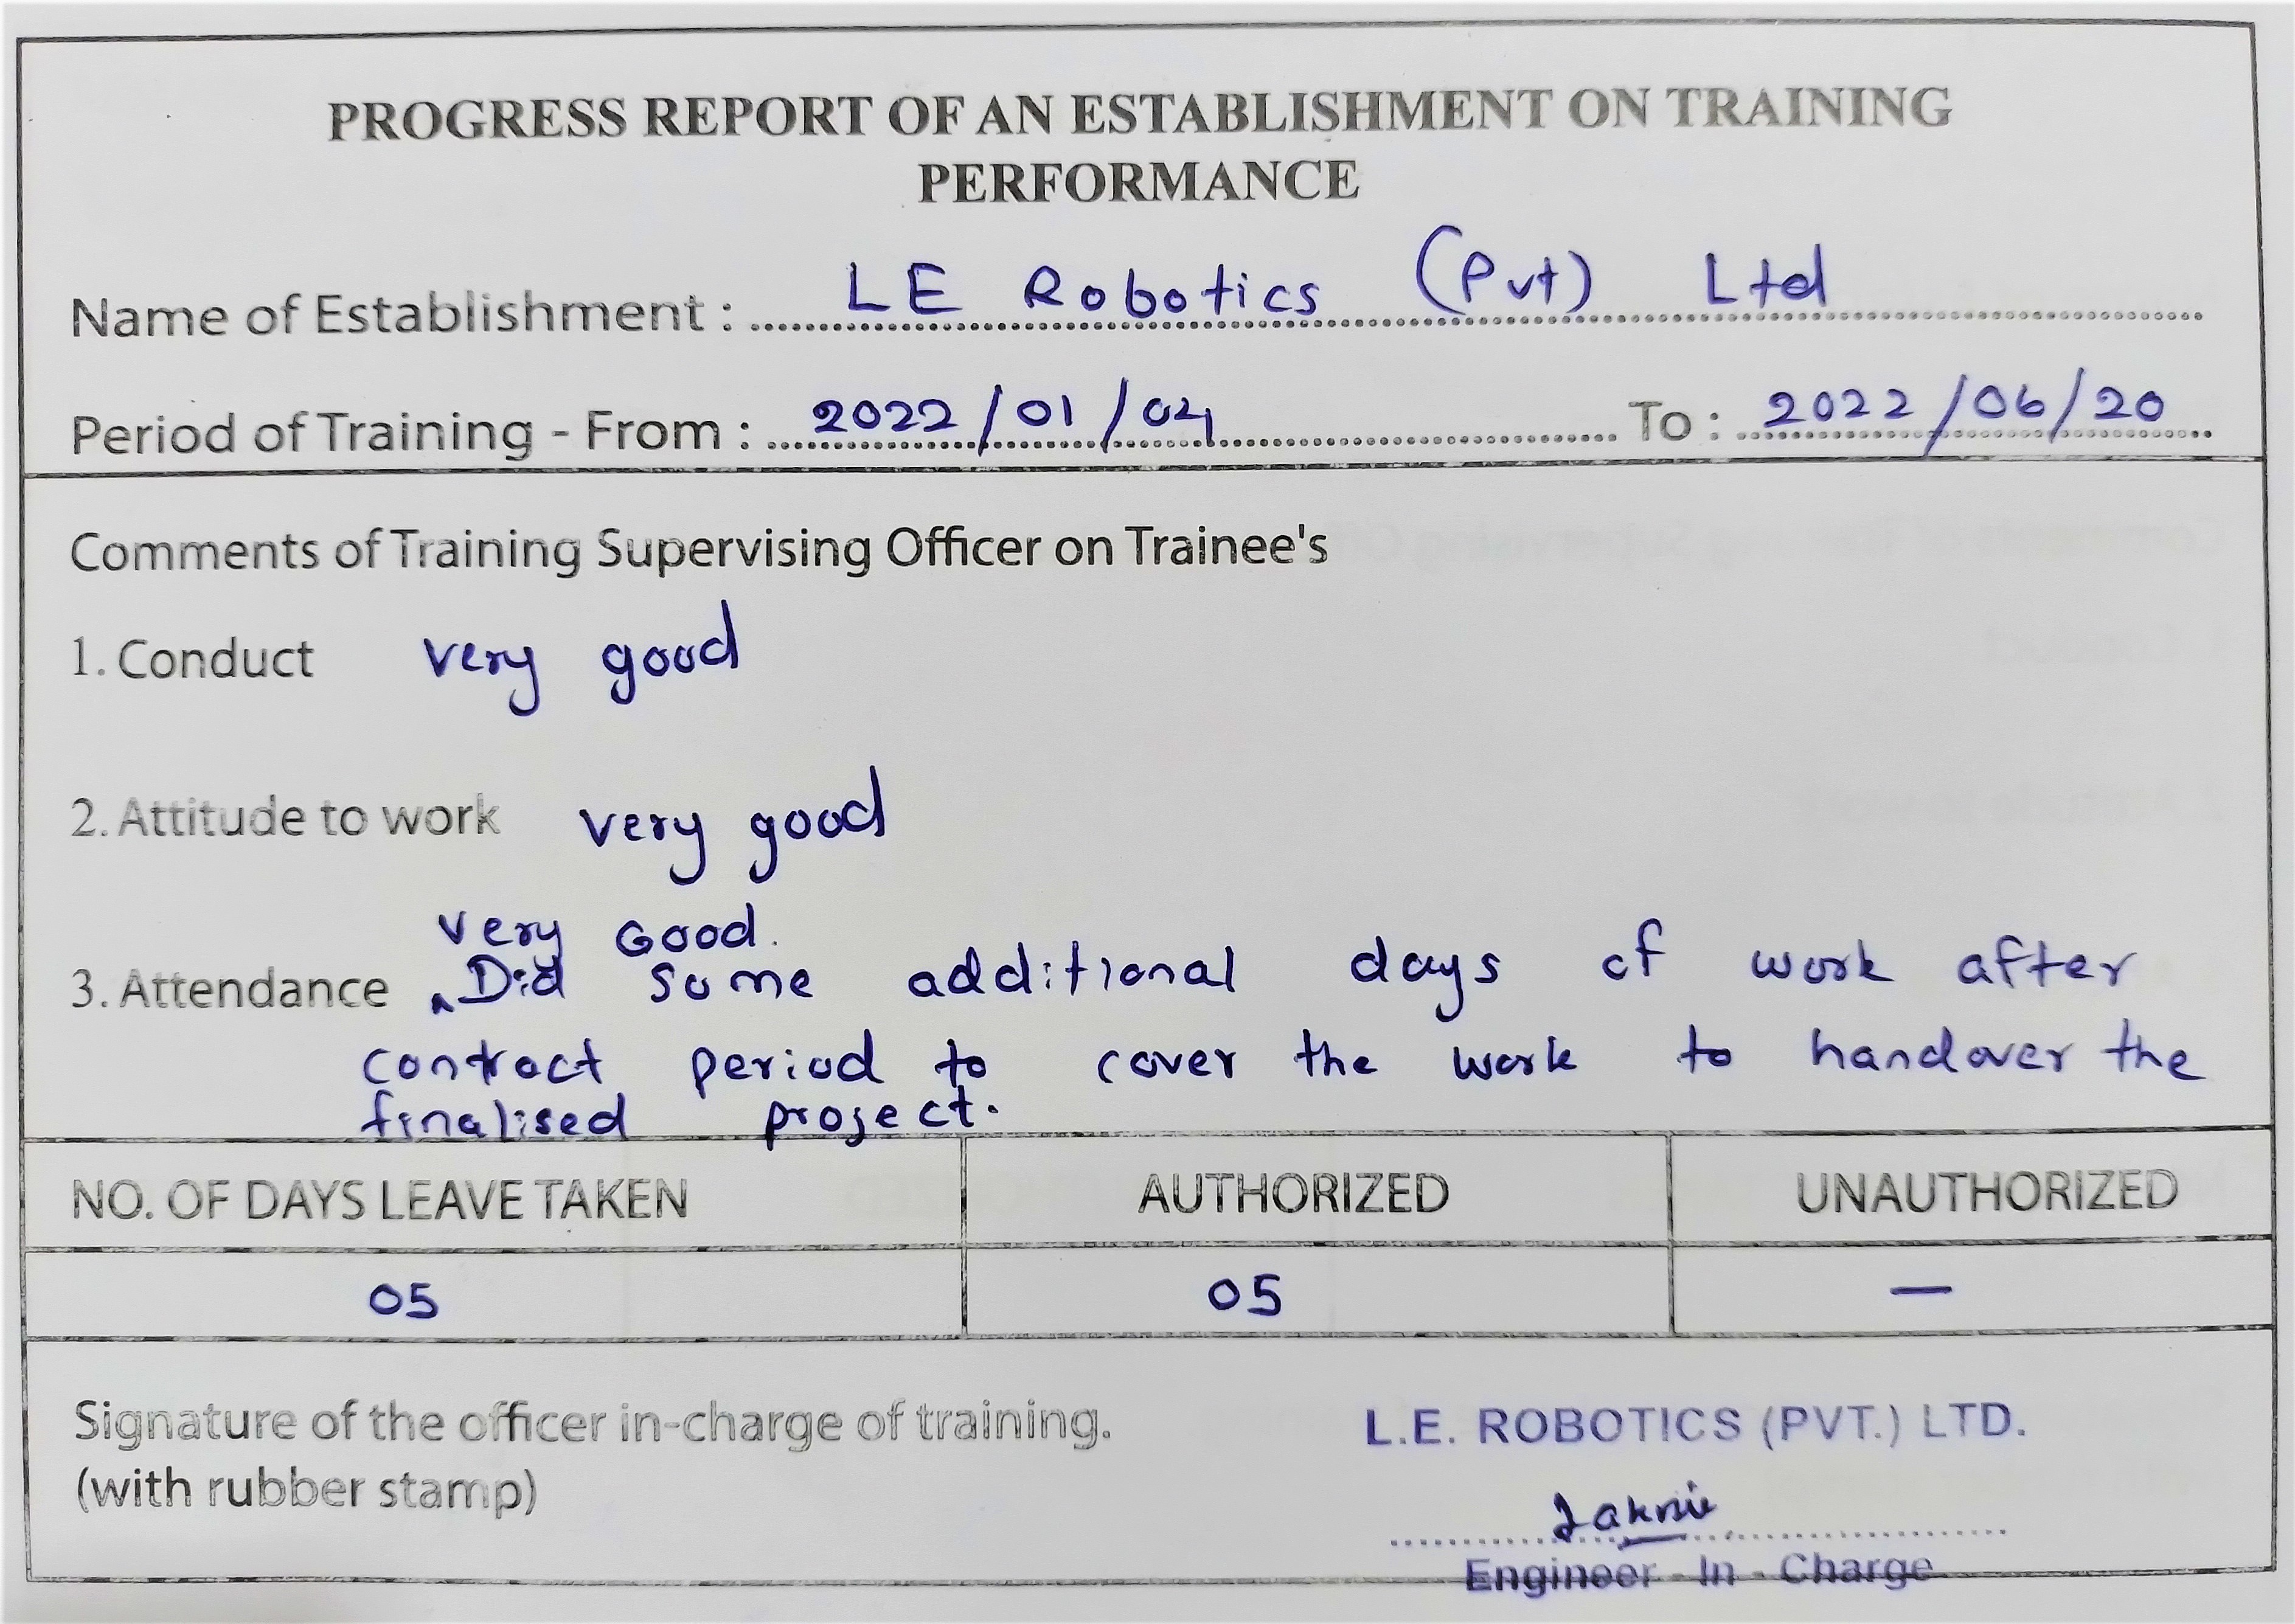 PROGRESS REPORT OF AN ESTABLISHMENT ON TRAINING
PERFORMANCE
Name of Establishment : LE Robotics (Pvt) Ltd
Period of Training - From : 2022/01/04 To : 2022/06/20
Comments of Training Supervising Officer on Trainee's
1. Conduct very good
2. Attitude to work very good
very Good.
3. Attendance ^Did some additional days of work after
contract period to cover the work to handover the
finalised project.
NO. OF DAYS LEAVE TAKEN AUTHORIZED UNAUTHORIZED
05 05 —
Signature of the officer in-charge of training. L.E. ROBOTICS (PVT.) LTD.
(with rubber stamp)
Engineer - In - Charge